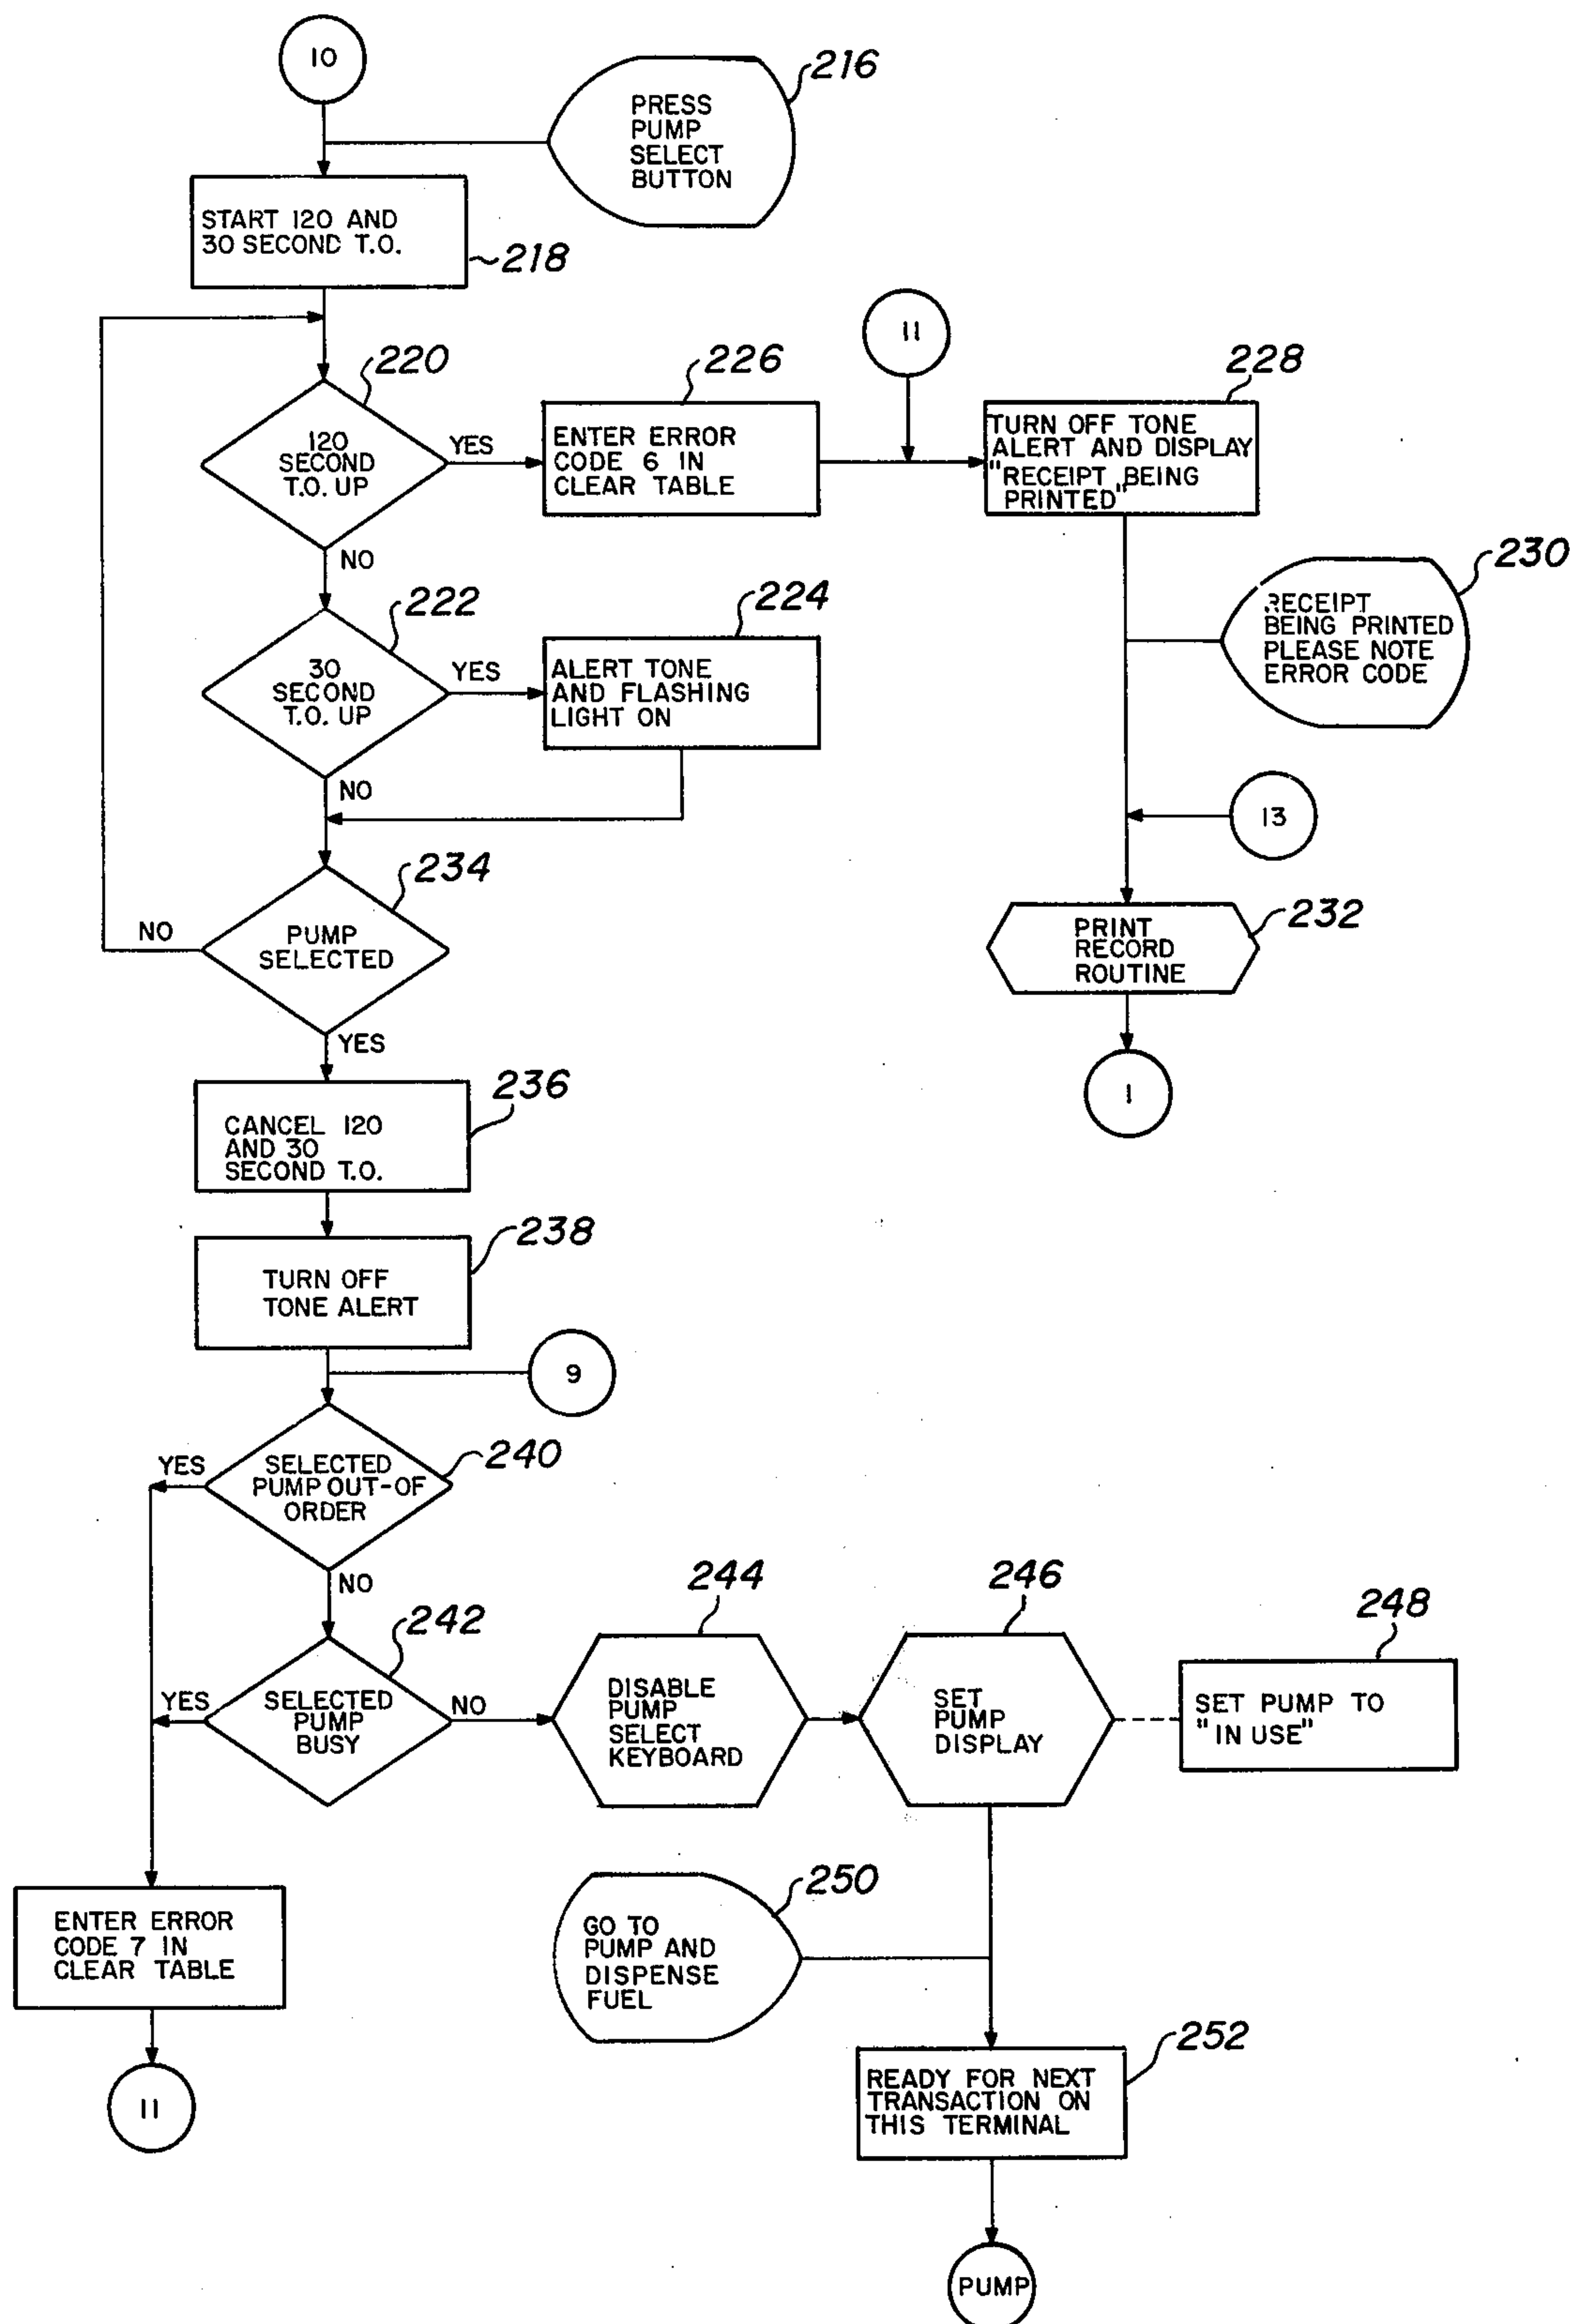 10
216
PRESS
PUMP
SELECT
BUTTON
START 120 AND
30 SECOND T.O.
218
11
220
226
228
120
SECOND
T.O. UP
YES
ENTER ERROR
CODE 6 IN
CLEAR TABLE
TURN OFF TONE
ALERT AND DISPLAY
"RECEIPT BEING
PRINTED"
NO
230
RECEIPT
BEING PRINTED
PLEASE NOTE
ERROR CODE
222
224
30
SECOND
T.O. UP
YES
ALERT TONE
AND FLASHING
LIGHT ON
NO
13
234
NO
PUMP
SELECTED
232
PRINT
RECORD
ROUTINE
YES
1
236
CANCEL 120
AND 30
SECOND T.O.
238
TURN OFF
TONE ALERT
9
240
YES
SELECTED
PUMP OUT-OF
ORDER
NO
242
244
246
248
YES
SELECTED
PUMP
BUSY
NO
DISABLE
PUMP
SELECT
KEYBOARD
SET
PUMP
DISPLAY
SET PUMP TO
"IN USE"
250
GO TO
PUMP AND
DISPENSE
FUEL
ENTER ERROR
CODE 7 IN
CLEAR TABLE
11
252
READY FOR NEXT
TRANSACTION ON
THIS TERMINAL
PUMP